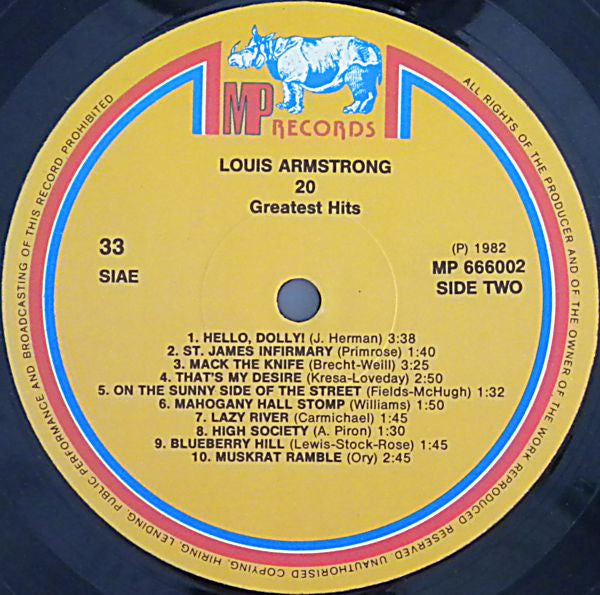 MP
RECORDS
LOUIS ARMSTRONG
20
Greatest Hits
33
SIAE
(P) 1982
MP 666002
SIDE TWO
1. HELLO, DOLLY! (J. Herman) 3:38
2. ST. JAMES INFIRMARY (Primrose) 1:40
3. MACK THE KNIFE (Brecht-Weill) 3:25
4. THAT'S MY DESIRE (Kresa-Loveday) 2:50
5. ON THE SUNNY SIDE OF THE STREET (Fields-McHugh) 1:32
6. MAHOGANY HALL STOMP (Williams) 1:50
7. LAZY RIVER (Carmichael) 1:45
8. HIGH SOCIETY (A. Piron) 1:30
9. BLUEBERRY HILL (Lewis-Stock-Rose) 1:45
10. MUSKRAT RAMBLE (Ory) 2:45
ALL RIGHTS OF THE PRODUCER AND OF THE OWNER OF THE WORK REPRODUCED RESERVED. UNAUTHORISED COPYING, HIRING, LENDING, PUBLIC PERFORMANCE AND BROADCASTING OF THIS RECORD PROHIBITED